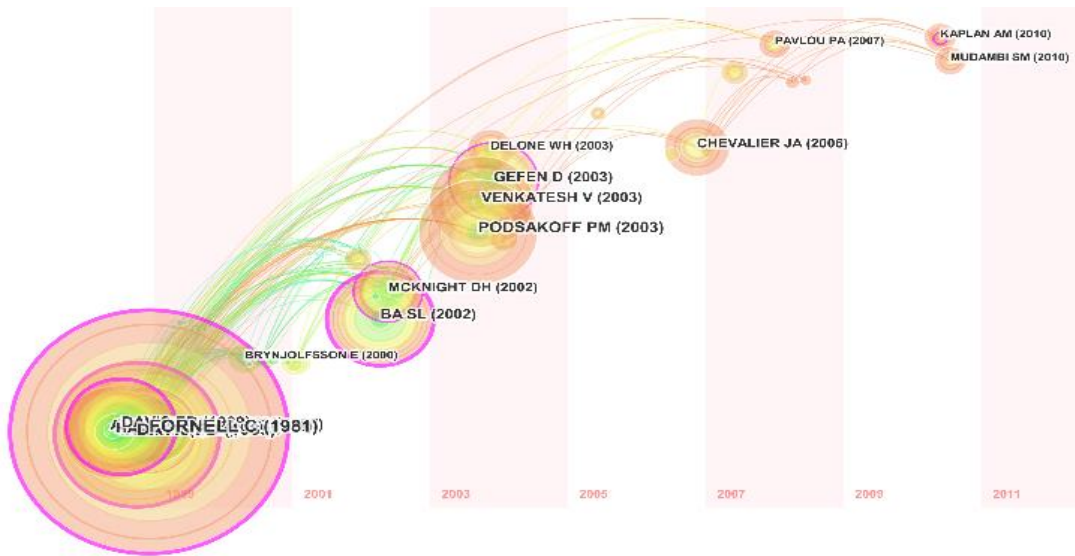 KAPLAN AM (2010)
PAVLOU PA (2007)
MUDAMBI SM (2010)
CHEVALIER JA (2006)
DELONE WH (2003)
GEFEN D (2003)
VENKATESH V (2003)
PODSAKOFF PM (2003)
MCKNIGHT DH (2002)
BA SL (2002)
BRYNJOLFSSON E (2000)
FORNELL C (1981)
2001
2003
2005
2007
2009
2011